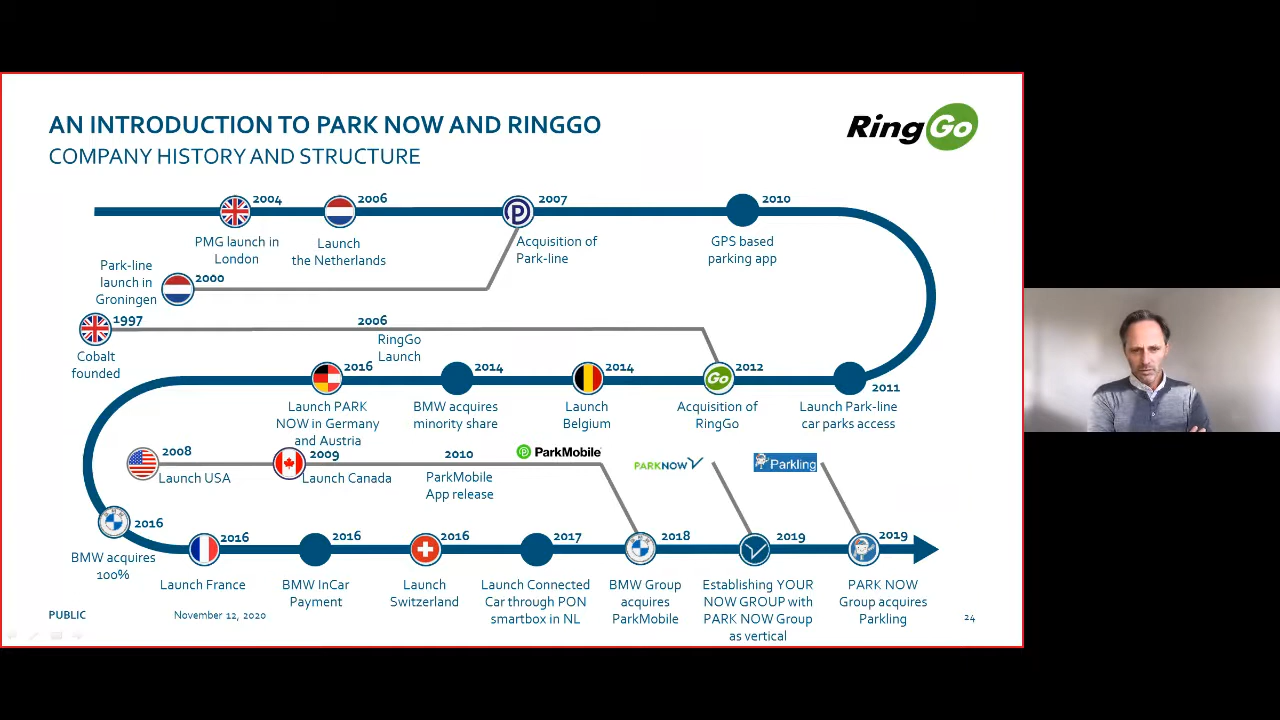 AN INTRODUCTION TO PARK NOW AND RINGGO
COMPANY HISTORY AND STRUCTURE
RingGo
2004
PMG launch in
London
2006
Launch
the Netherlands
P
2007
Acquisition of
Park-line
2010
GPS based
parking app
Park-line
launch in
Groningen
2000
1997
Cobalt
founded
2006
RingGo
Launch
2016
Launch PARK
NOW in Germany
and Austria
2014
BMW acquires
minority share
2014
Launch
Belgium
Go
2012
Acquisition of
RingGo
2011
Launch Park-line
car parks access
2008
Launch USA
2009
Launch Canada
2010
ParkMobile
App release
ParkMobile
PARKNOW
Parkling
2016
BMW acquires
100%
2016
Launch France
2016
BMW InCar
Payment
2016
Launch
Switzerland
2017
Launch Connected
Car through PON
smartbox in NL
2018
BMW Group
acquires
ParkMobile
2019
Establishing YOUR
NOW GROUP with
PARK NOW Group
as vertical
2019
PARK NOW
Group acquires
Parkling
PUBLIC
November 12, 2020
24